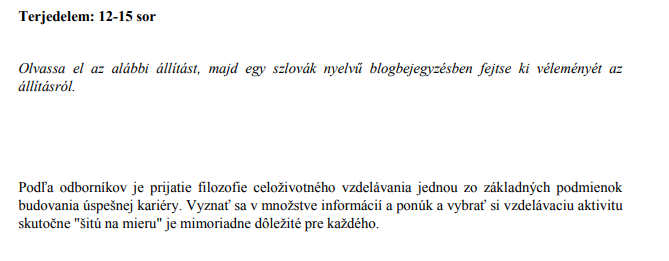 Terjedelem: 12-15 sor
Olvassa el az alábbi állítást, majd egy szlovák nyelvű blogbejegyzésben fejtse ki véleményét az
állításról.
Podľa odborníkov je prijatie filozofie celoživotného vzdelávania jednou zo základných podmienok
budovania úspešnej kariéry. Vyznať sa v množstve informácií a ponúk a vybrať si vzdelávaciu aktivitu
skutočne "šitú na mieru" je mimoriadne dôležité pre každého.